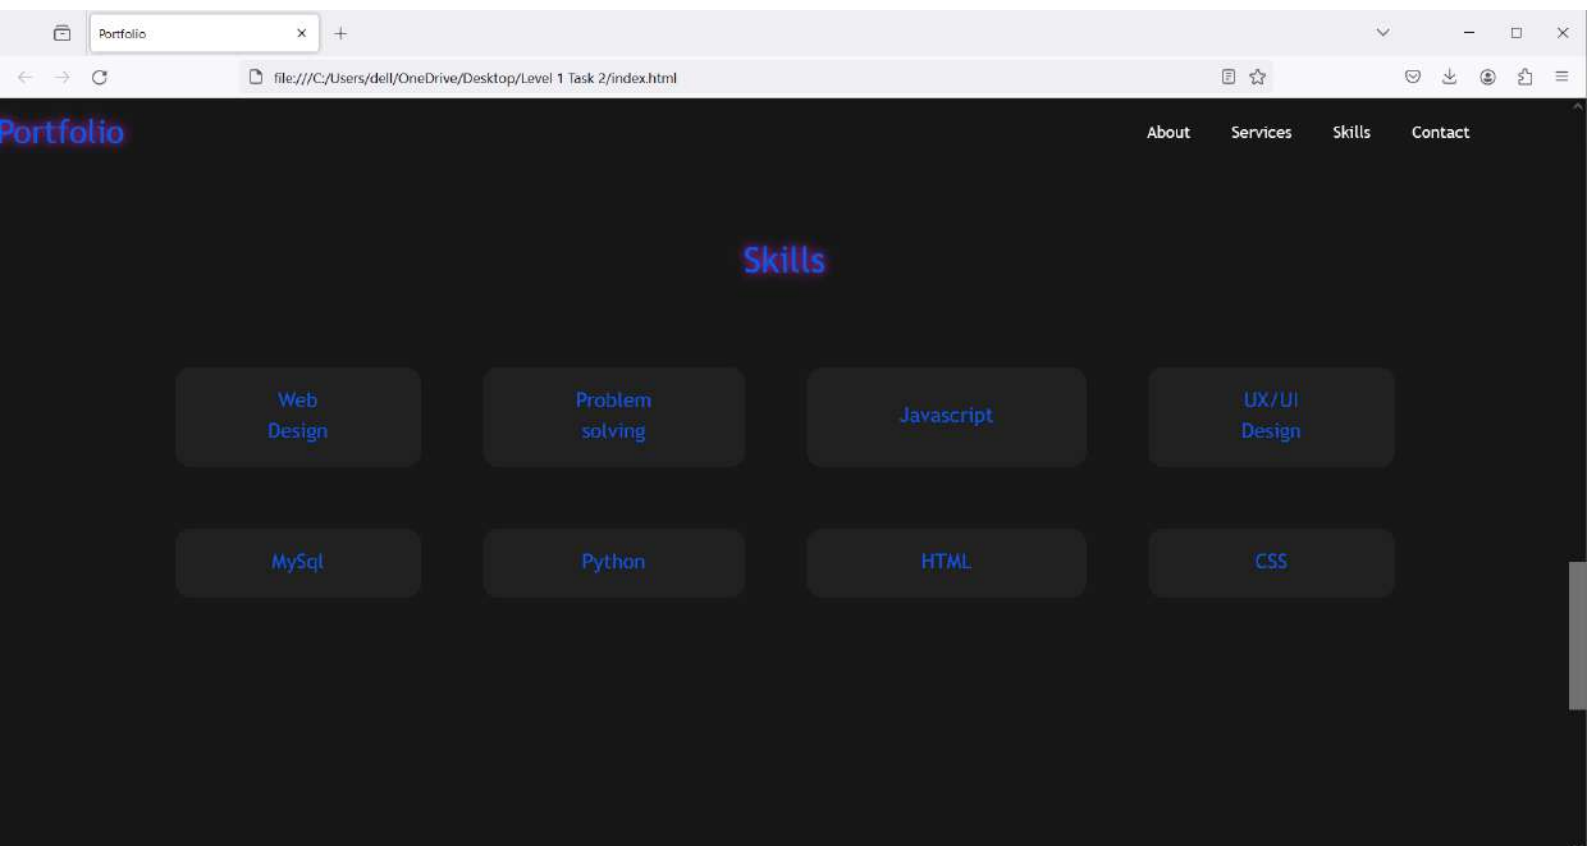 Portfolio
file:///C:/Users/dell/OneDrive/Desktop/Level 1 Task 2/index.html
Portfolio
About Services Skills Contact
Skills
Web
Design
Problem
solving
Javascript
UX/UI
Design
MySql
Python
HTML
CSS